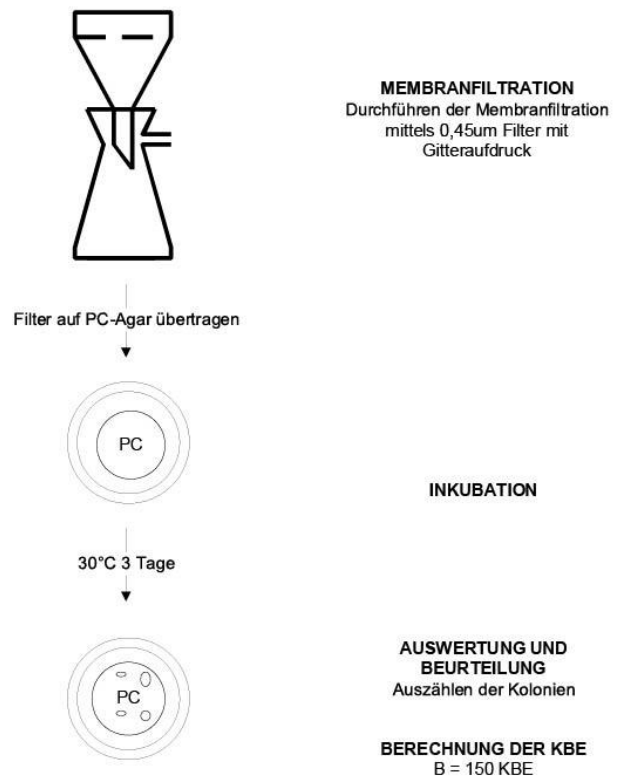 MEMBRANFILTRATION
Durchführen der Membranfiltration
mittels 0,45um Filter mit
Gitteraufdruck
Filter auf PC-Agar übertragen
PC
INKUBATION
30°C 3 Tage
PC
AUSWERTUNG UND
BEURTEILUNG
Auszählen der Kolonien
BERECHNUNG DER KBE
B = 150 KBE